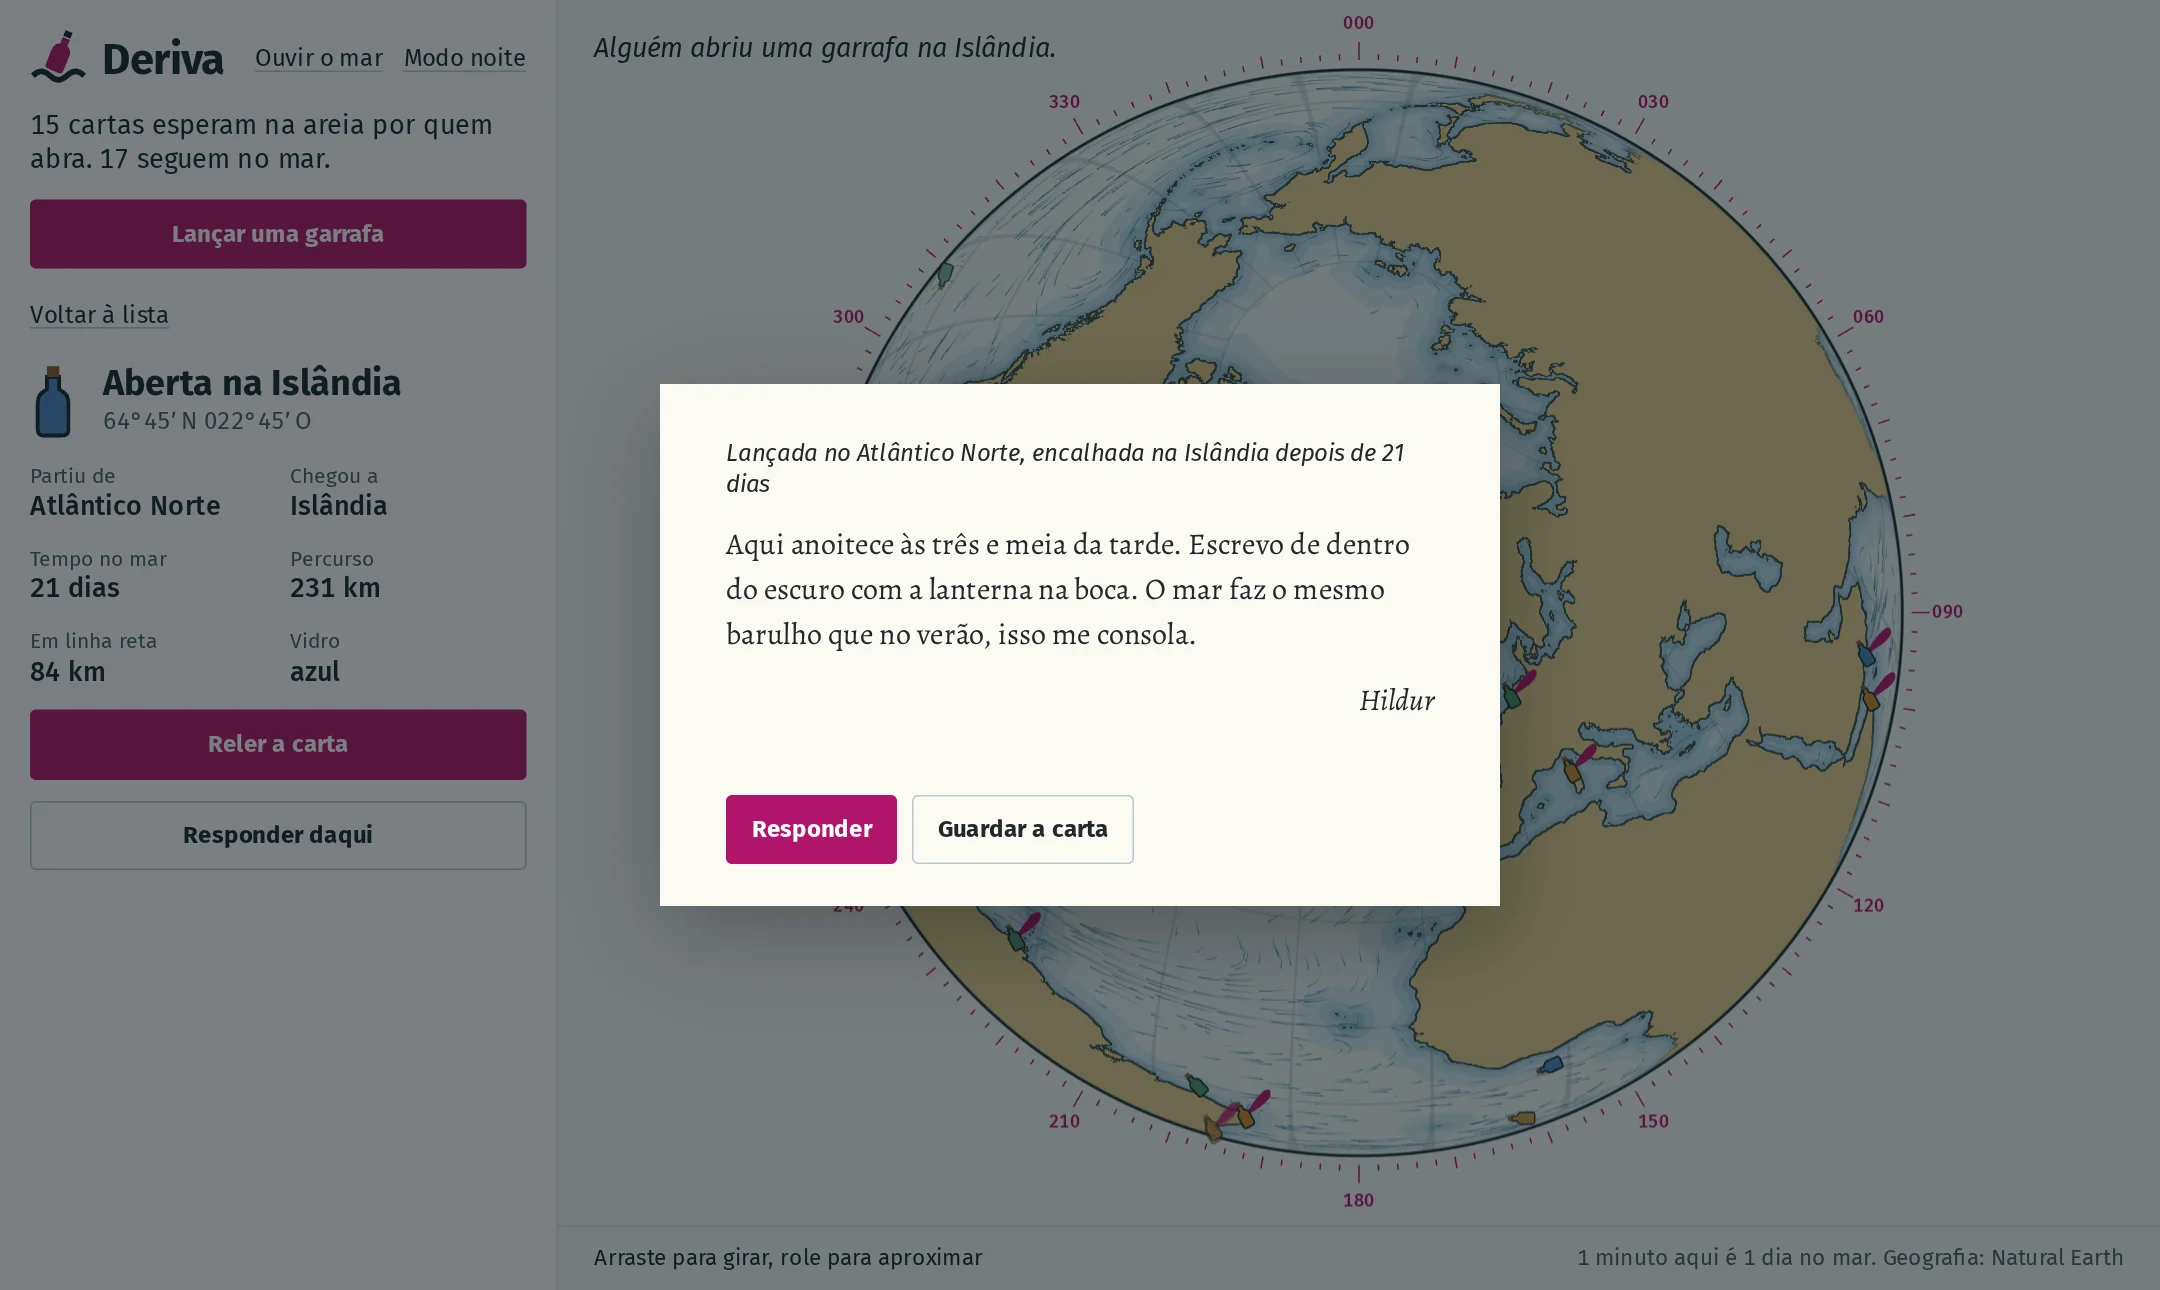 Deriva
Ouvir o mar
Modo noite
15 cartas esperam na areia por quem
abra. 17 seguem no mar.
Lançar uma garrafa
Voltar à lista
Aberta na Islândia
64°45′ N 022°45′ O
Partiu de
Atlântico Norte
Chegou a
Islândia
Tempo no mar
21 dias
Percurso
231 km
Em linha reta
84 km
Vidro
azul
Reler a carta
Responder daqui
Alguém abriu uma garrafa na Islândia.
000
030
060
090
120
150
180
210
240
300
330
Lançada no Atlântico Norte, encalhada na Islândia depois de 21
dias
Aqui anoitece às três e meia da tarde. Escrevo de dentro
do escuro com a lanterna na boca. O mar faz o mesmo
barulho que no verão, isso me consola.
Hildur
Responder
Guardar a carta
Arraste para girar, role para aproximar
1 minuto aqui é 1 dia no mar. Geografia: Natural Earth